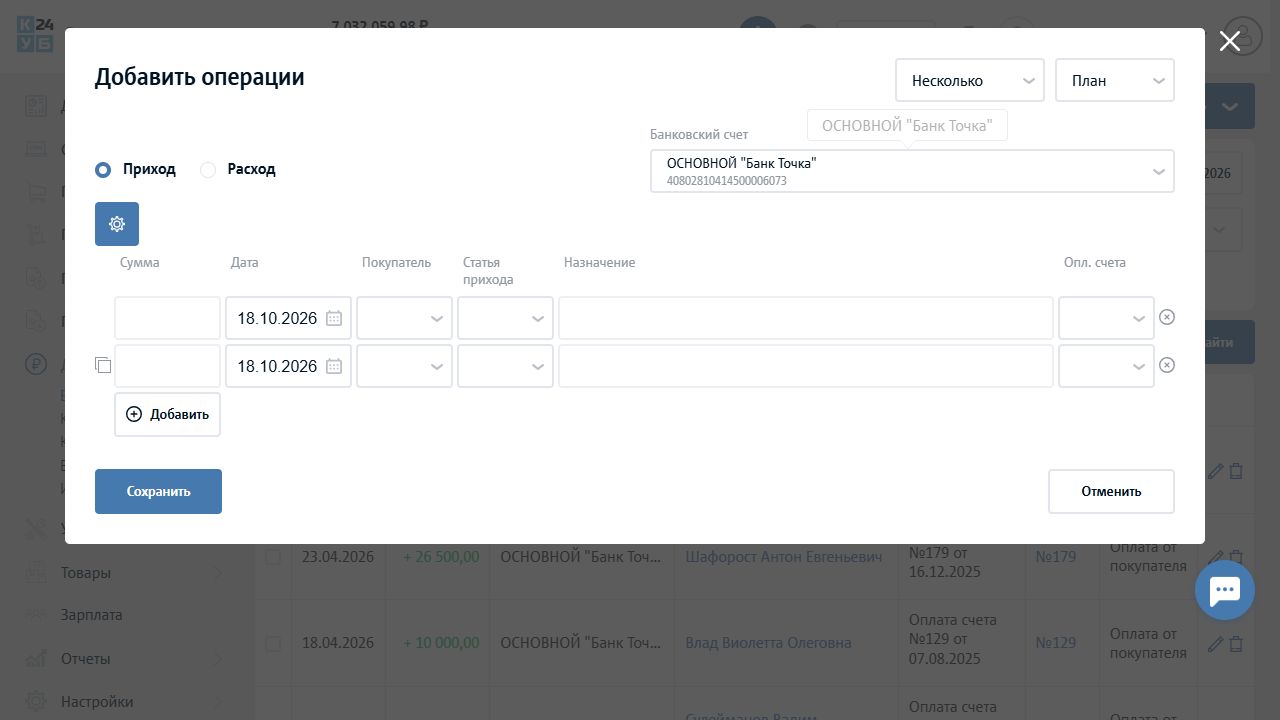 К 24
У Б
7 032 059,98 ₽
Добавить операции
Несколько
План
ОСНОВНОЙ "Банк Точка"
Банковский счет
ОСНОВНОЙ "Банк Точка"
40802810414500006073
Приход
Расход
2026
Сумма
Дата
Покупатель
Статья
прихода
Назначение
Опл. счета
18.10.2026
18.10.2026
айти
Добавить
Сохранить
Отменить
23.04.2026
+ 26 500,00
ОСНОВНОЙ "Банк Точ...
Шафорост Антон Евгеньевич
№179 от
16.12.2025
№179
Оплата от
покупателя
Товары
Зарплата
18.04.2026
+ 10 000,00
ОСНОВНОЙ "Банк Точ...
Влад Виолетта Олеговна
Оплата счета
№129 от
07.08.2025
№129
Оплата от
покупателя
Отчеты
Настройки
Сулейманов Вадим
Оплата счета